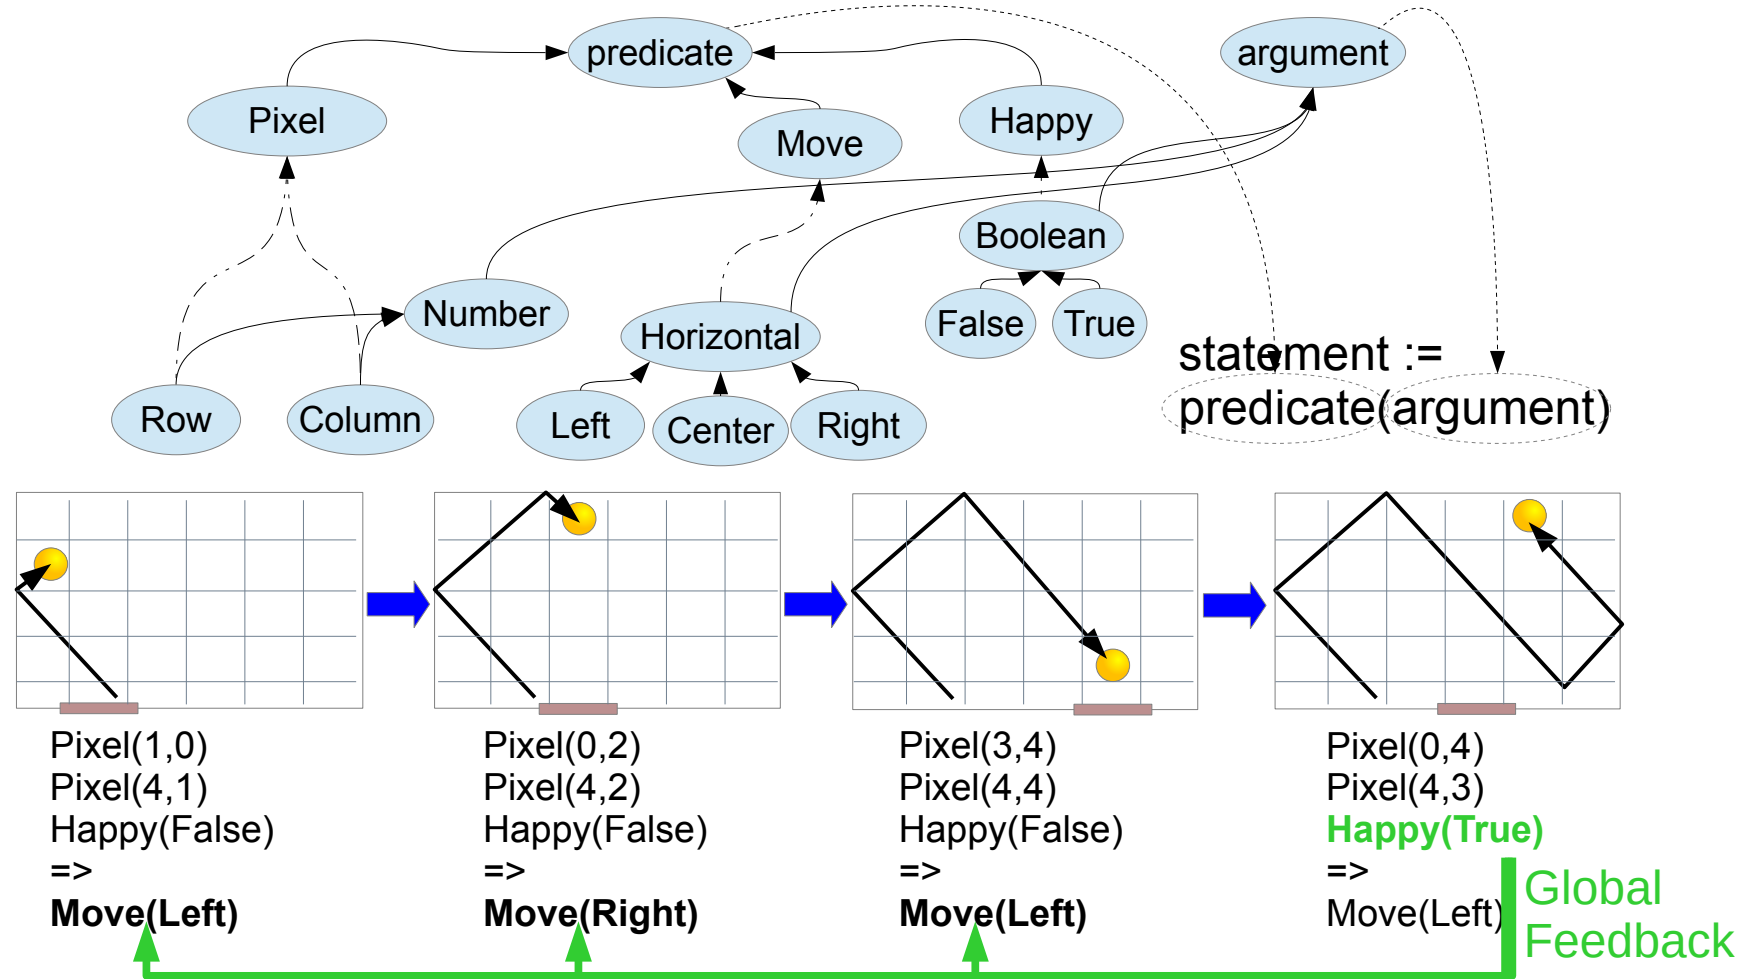 predicate
argument
Pixel
Move
Happy
Boolean
Number
Horizontal
False
True
Row
Column
Left
Center
Right
statement :=
predicate(argument)
Pixel(1,0)
Pixel(4,1)
Happy(False)
=>
Move(Left)
Pixel(0,2)
Pixel(4,2)
Happy(False)
=>
Move(Right)
Pixel(3,4)
Pixel(4,4)
Happy(False)
=>
Move(Left)
Pixel(0,4)
Pixel(4,3)
Happy(True)
=>
Move(Left)
Global
Feedback